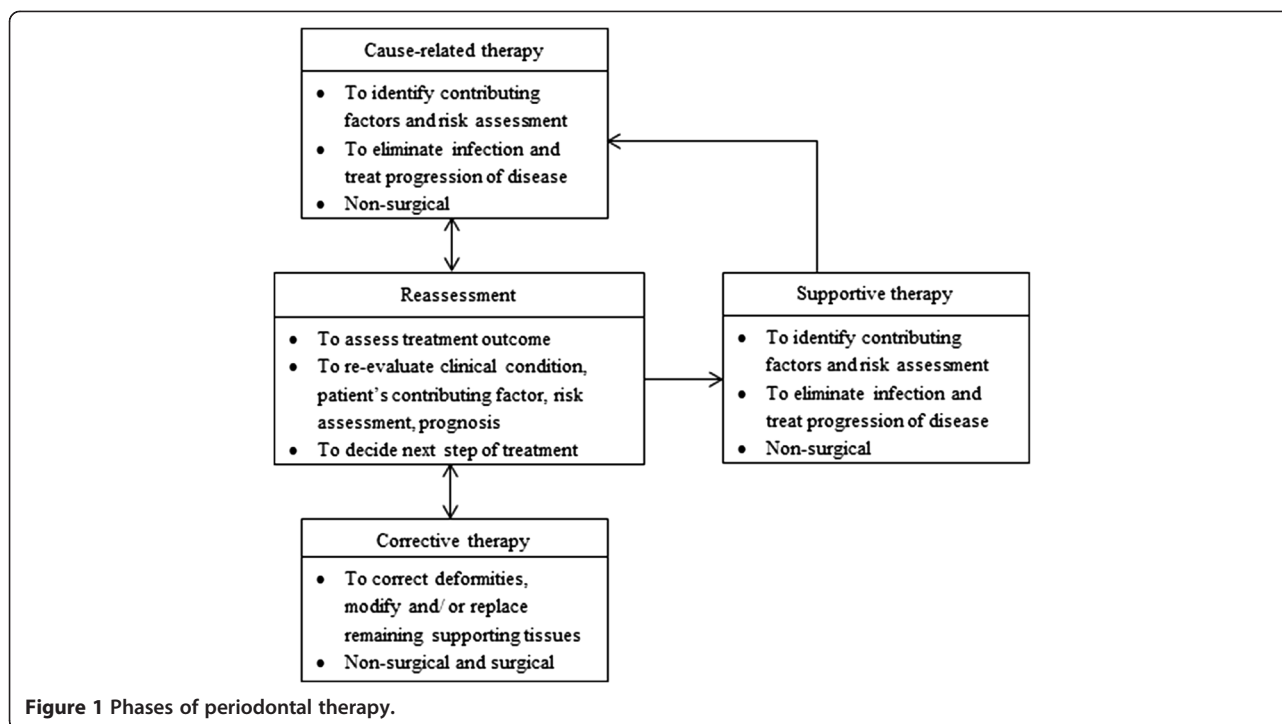 Cause-related therapy
• To identify contributing
factors and risk assessment
• To eliminate infection and
treat progression of disease
• Non-surgical
Reassessment
• To assess treatment outcome
• To re-evaluate clinical condition,
patient's contributing factor, risk
assessment, prognosis
• To decide next step of treatment
Supportive therapy
• To identify contributing
factors and risk assessment
• To eliminate infection and
treat progression of disease
• Non-surgical
Corrective therapy
• To correct deformities,
modify and/ or replace
remaining supporting tissues
• Non-surgical and surgical
Figure 1 Phases of periodontal therapy.